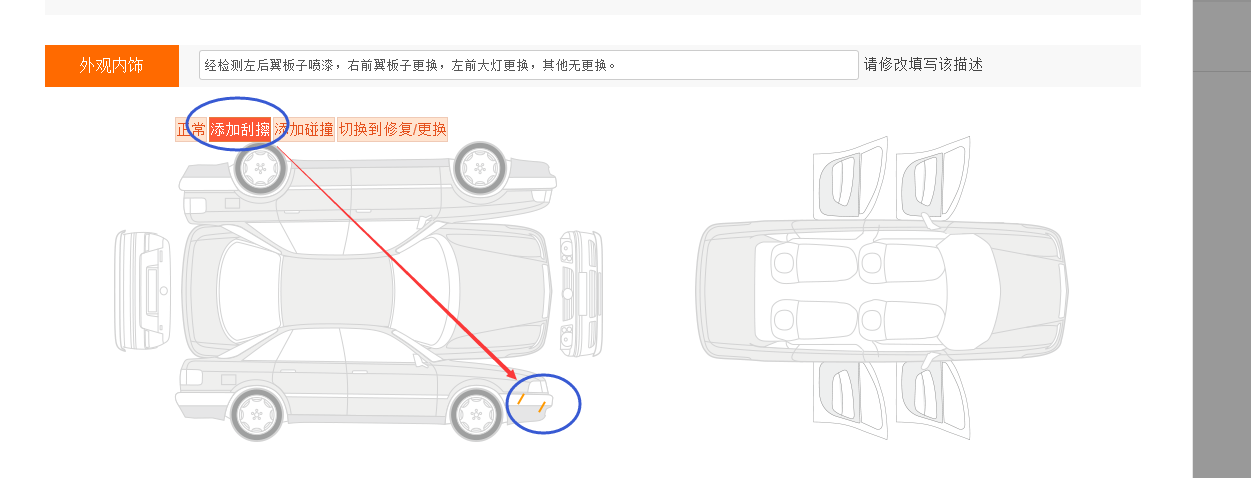 外观内饰 经检测左后翼板子喷漆，右前翼板子更换，左前大灯更换，其他无更换。 请修改填写该描述
正常 添加刮擦 添加碰撞 切换到修复/更换